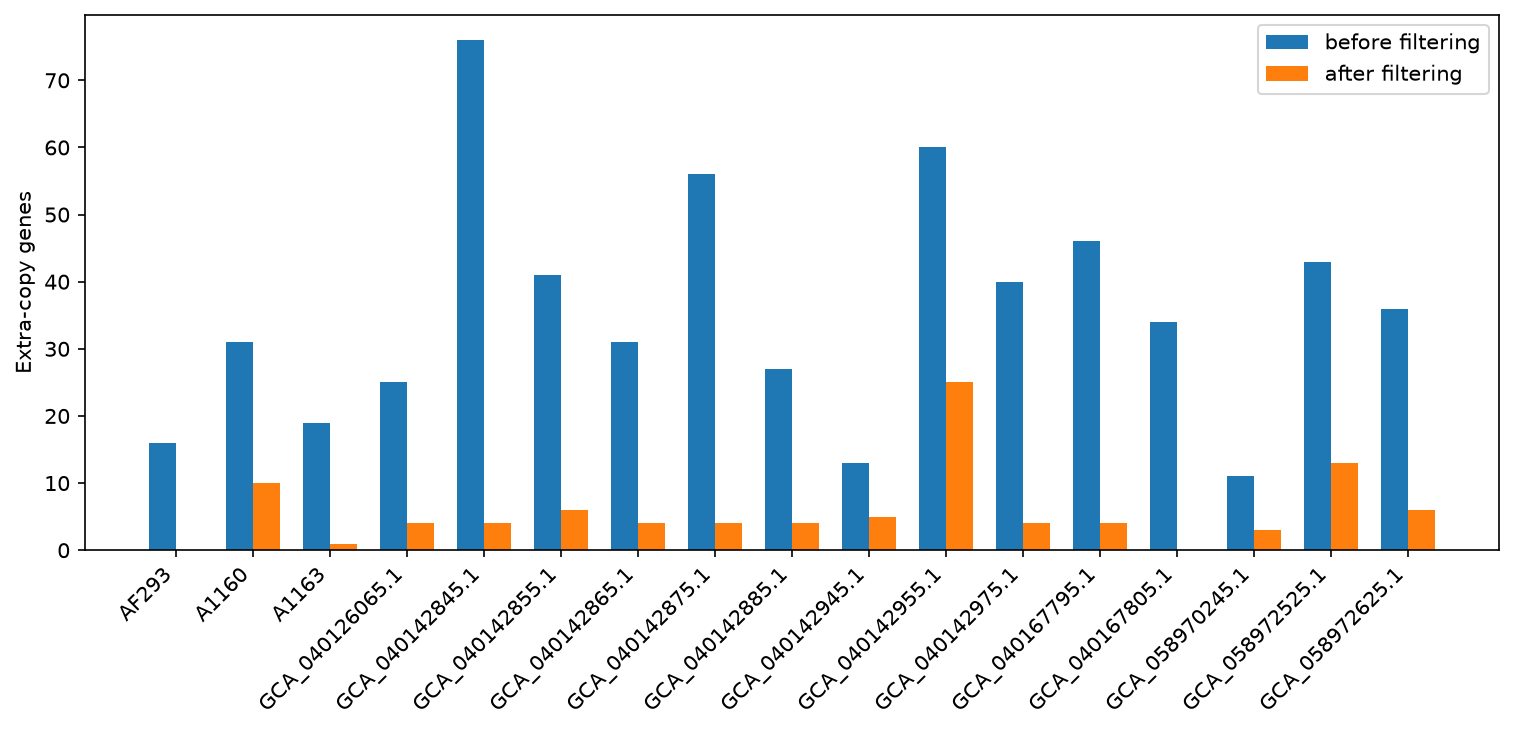 before filtering
after filtering
Extra-copy genes
70
60
50
40
30
20
10
0
AF293
A1160
A1163
GCA_040126065.1
GCA_040142845.1
GCA_040142855.1
GCA_040142865.1
GCA_040142875.1
GCA_040142885.1
GCA_040142945.1
GCA_040142955.1
GCA_040142975.1
GCA_040167795.1
GCA_040167805.1
GCA_058970245.1
GCA_058972525.1
GCA_058972625.1